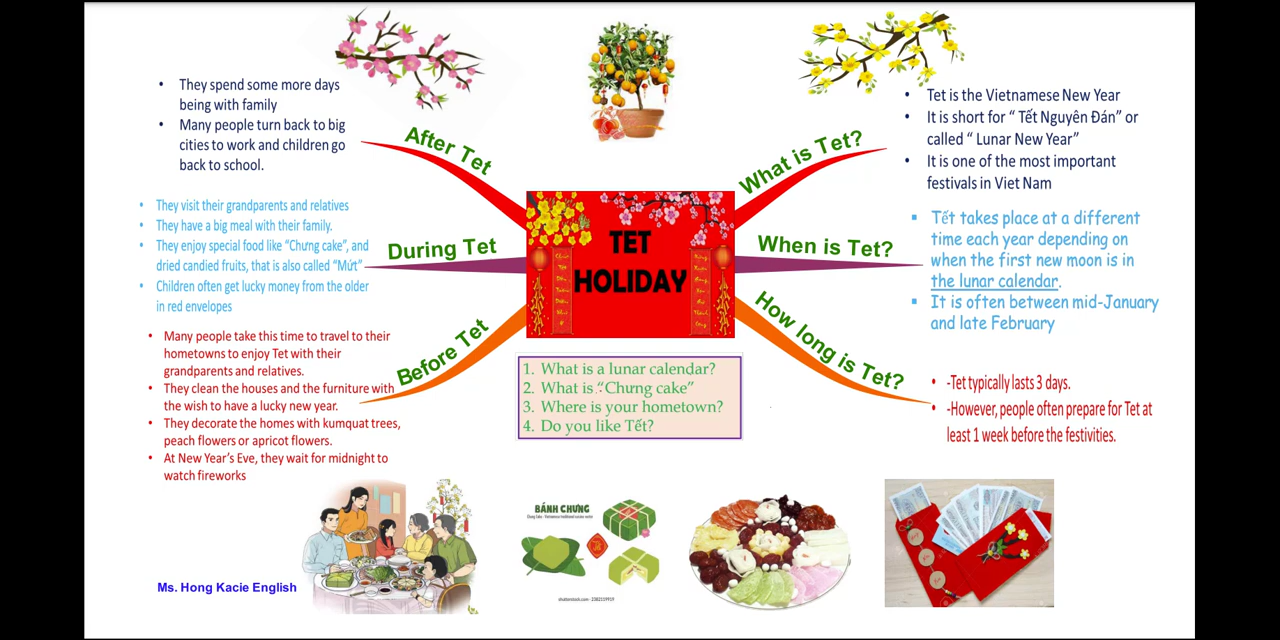 After Tet
• They spend some more days
being with family
• Many people turn back to big
cities to work and children go
back to school.
During Tet
• They visit their grandparents and relatives
• They have a big meal with their family.
• They enjoy special food like “Chưng cake”, and
dried candied fruits, that is also called “Mứt”
• Children often get lucky money from the older
in red envelopes
Before Tet
• Many people take this time to travel to their
hometowns to enjoy Tet with their
grandparents and relatives.
• They clean the houses and the furniture with
the wish to have a lucky new year.
• They decorate the homes with kumquat trees,
peach flowers or apricot flowers.
• At New Year’s Eve, they wait for midnight to
watch fireworks
TET
HOLIDAY
1. What is a lunar calendar?
2. What is “Chưng cake”
3. Where is your hometown?
4. Do you like Tết?
What is Tet?
• Tet is the Vietnamese New Year
• It is short for “ Tết Nguyên Đán” or
called “ Lunar New Year”
• It is one of the most important
festivals in Viet Nam
When is Tet?
▪ Tết takes place at a different
time each year depending on
when the first new moon is in
the lunar calendar.
▪ It is often between mid-January
and late February
How long is Tet?
• -Tet typically lasts 3 days.
• -However, people often prepare for Tet at
least 1 week before the festivities.
BÁNH CHƯNG
Ms. Hong Kacie English